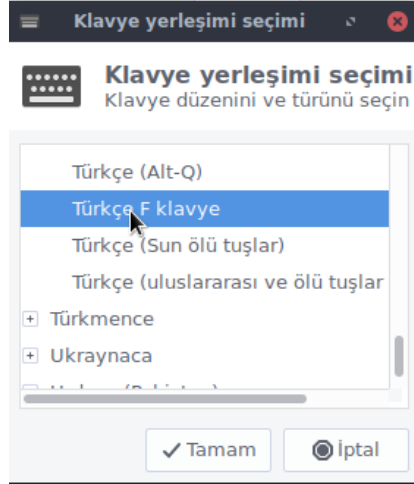 Klavye yerleşimi seçimi
Klavye yerleşimi seçimi
Klavye düzenini ve türünü seçin
Türkçe (Alt-Q)
Türkçe F klavye
Türkçe (Sun ölü tuşlar)
Türkçe (uluslararası ve ölü tuşlar
Türkmence
Ukraynaca
Tamam
İptal